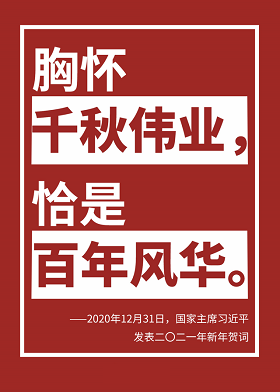 胸怀
千秋伟业，
恰是
百年风华。
——2020年12月31日，国家主席习近平
发表二〇二一年新年贺词